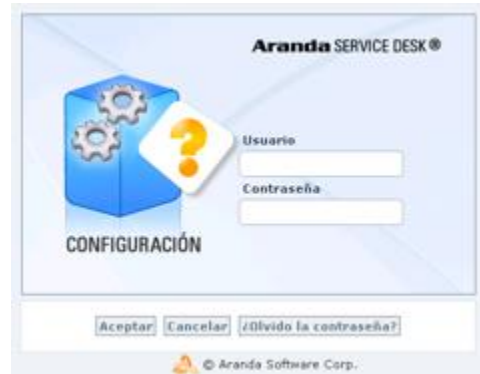 Aranda SERVICE DESK ®
?
Usuario
Contraseña
CONFIGURACIÓN
Aceptar Cancelar ¿Olvido la contraseña?
© Aranda Software Corp.